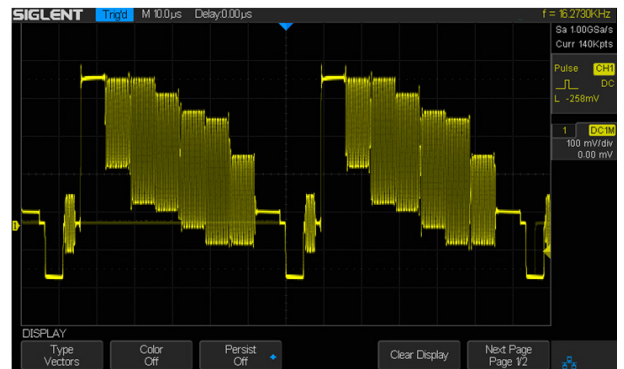 SIGLENT Trig'd M 10.0µs Delay:0.00µs f = 16.2730KHz
Sa 1.00GSa/s
Curr 140Kpts
Pulse CH1
DC
L -258mV
1 DC1M
100 mV/div
0.00 mV
DISPLAY
Type
Vectors
Color
Off
Persist
Off
Clear Display
Next Page
Page 1/2